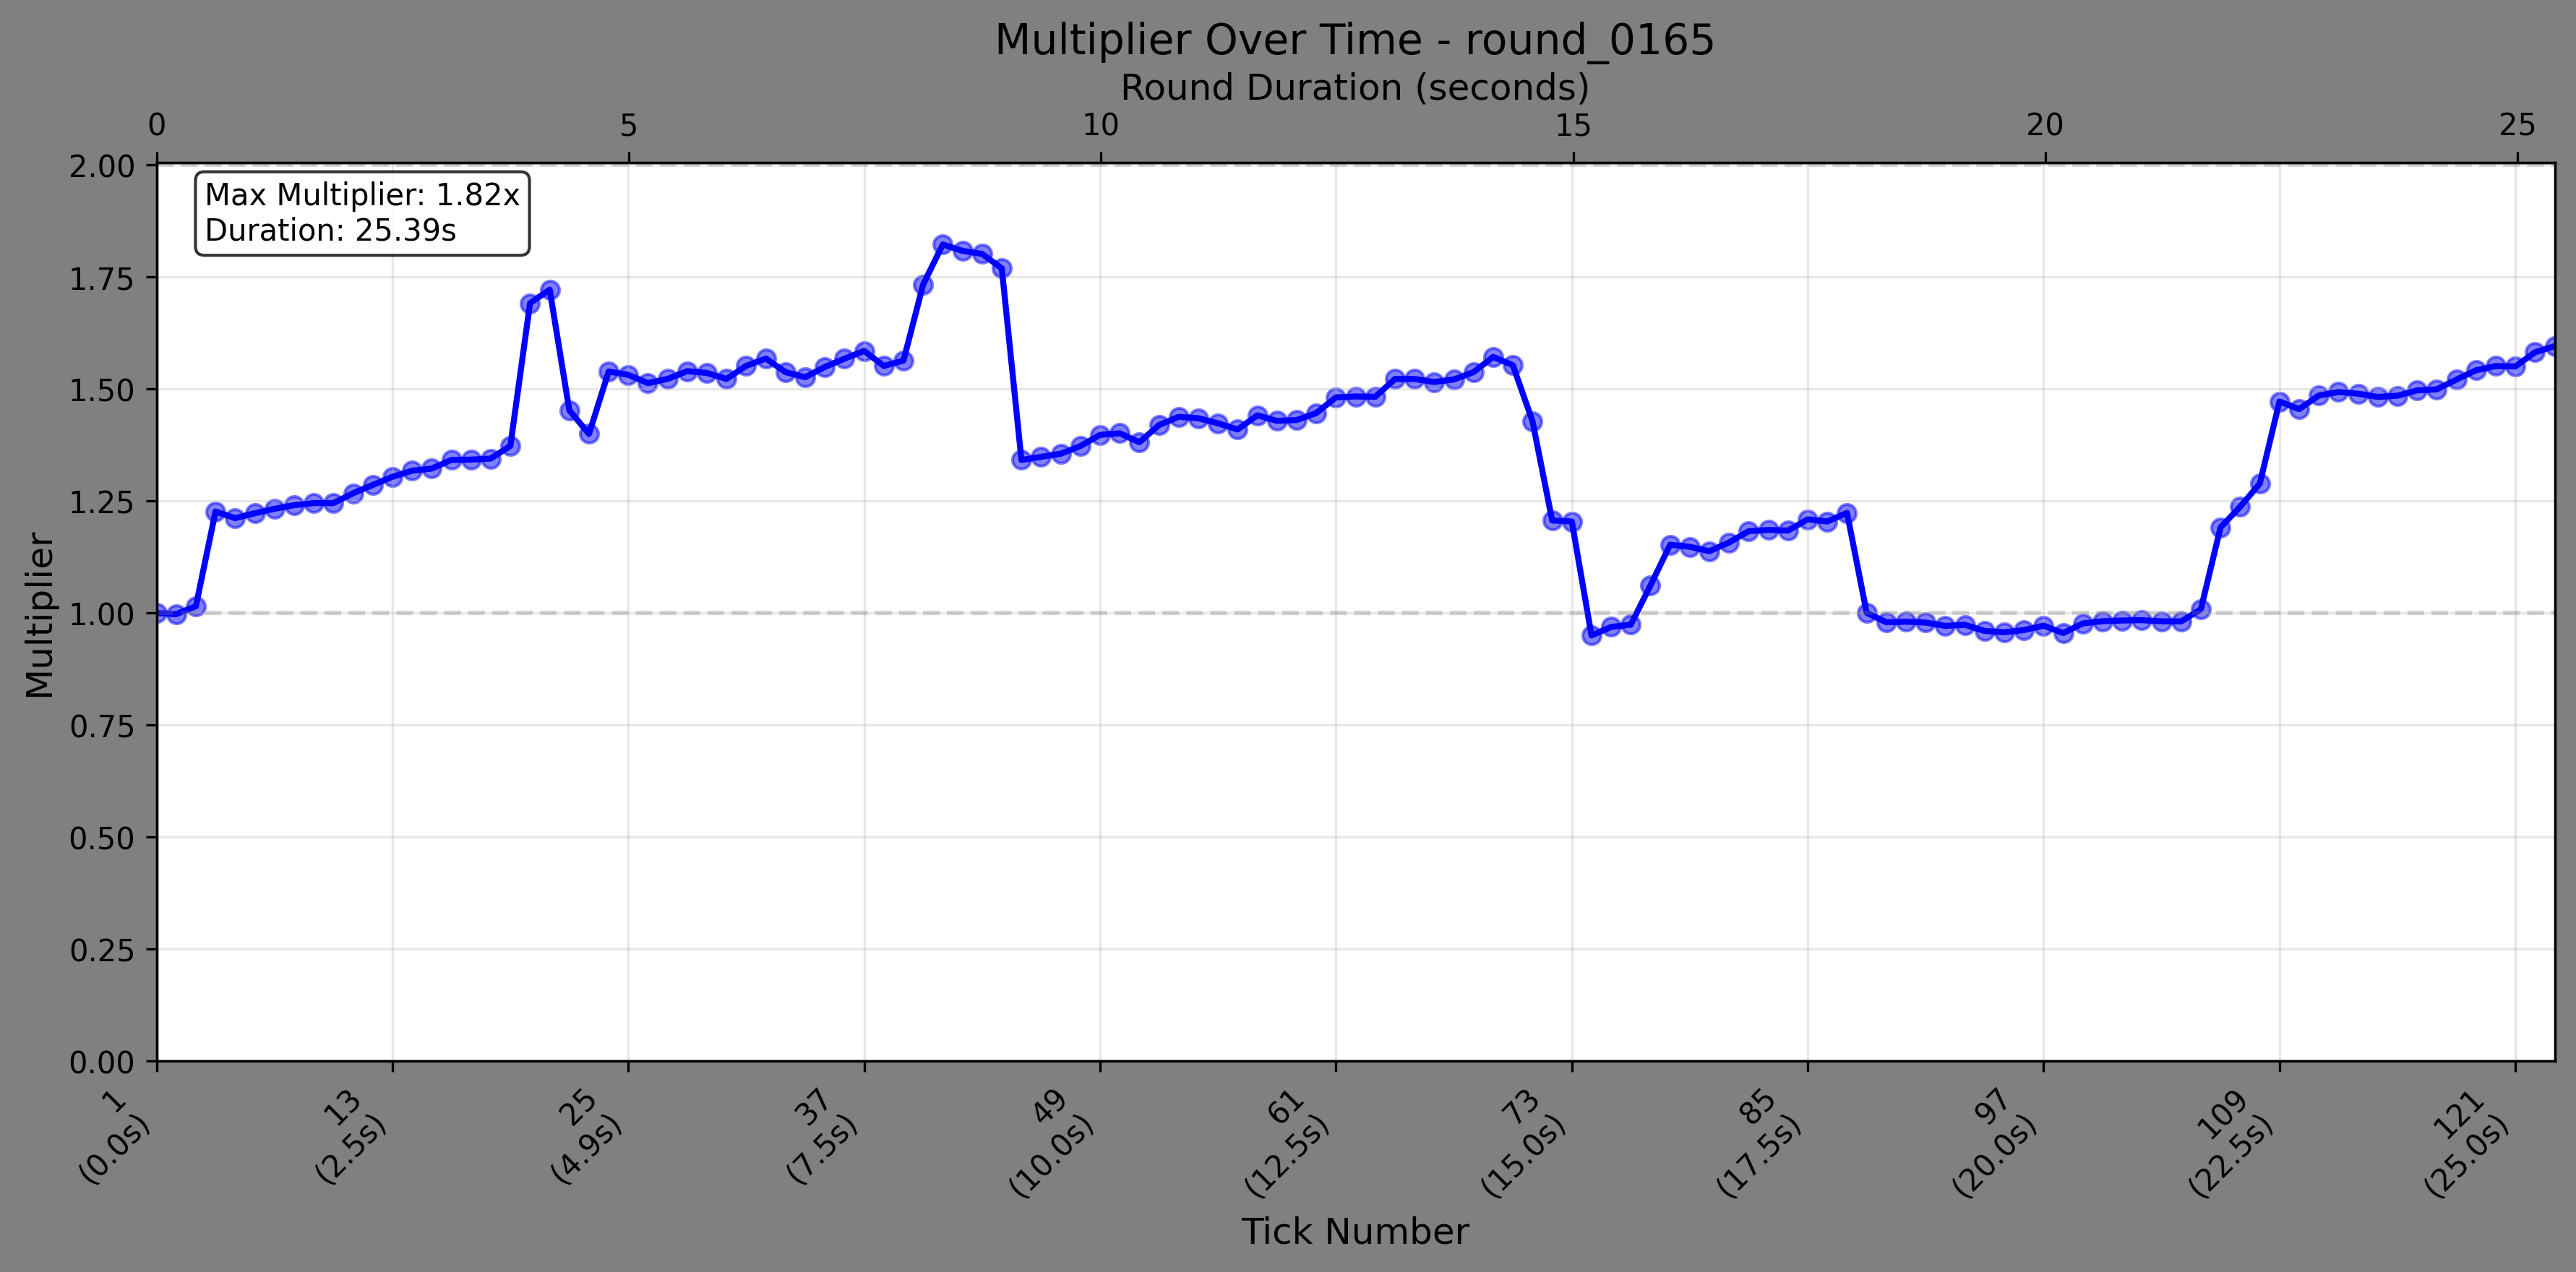 Multiplier Over Time - round_0165
Round Duration (seconds)
0 5 10 15 20 25
Max Multiplier: 1.82x
Duration: 25.39s
2.00
1.75
1.50
1.25
1.00
0.75
0.50
0.25
0.00
Multiplier
1 13 25 37 49 61 73 85 97 109 121
(0.0s) (2.5s) (4.9s) (7.5s) (10.0s) (12.5s) (15.0s) (17.5s) (20.0s) (22.5s) (25.0s)
Tick Number